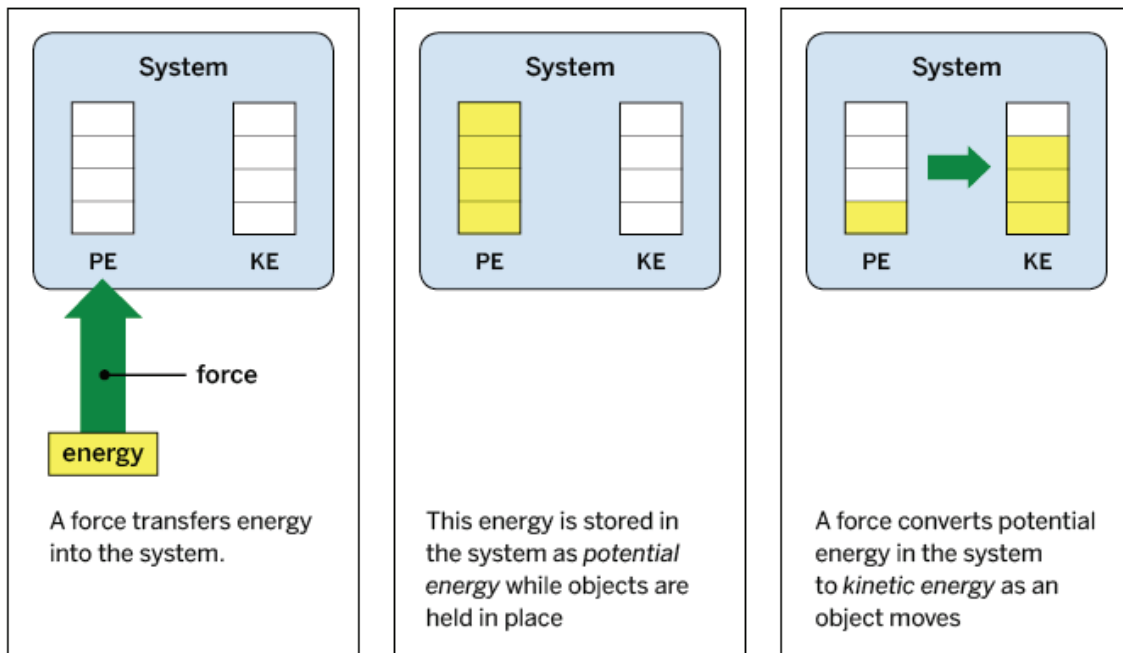 System
PE
KE
force
energy
A force transfers energy
into the system.
System
PE
KE
This energy is stored in
the system as potential
energy while objects are
held in place
System
PE
KE
A force converts potential
energy in the system
to kinetic energy as an
object moves